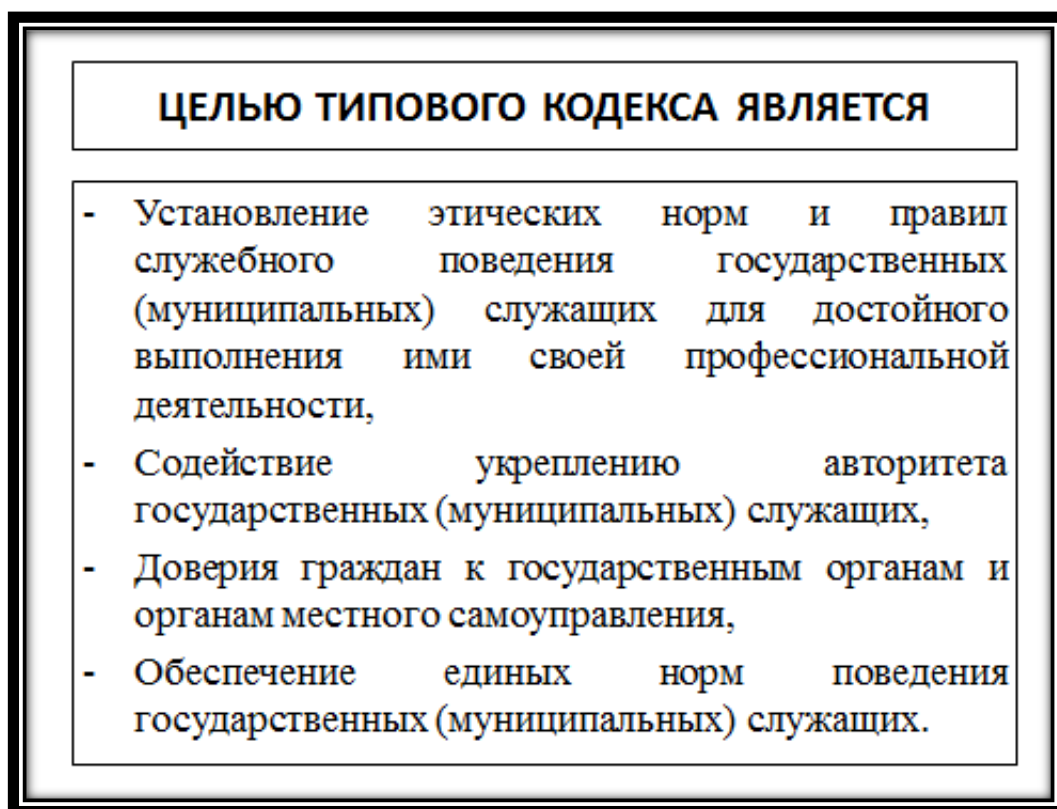 ЦЕЛЬЮ ТИПОВОГО КОДЕКСА ЯВЛЯЕТСЯ
- Установление этических норм и правил
служебного поведения государственных
(муниципальных) служащих для достойного
выполнения ими своей профессиональной
деятельности,
- Содействие укреплению авторитета
государственных (муниципальных) служащих,
- Доверия граждан к государственным органам и
органам местного самоуправления,
- Обеспечение единых норм поведения
государственных (муниципальных) служащих.